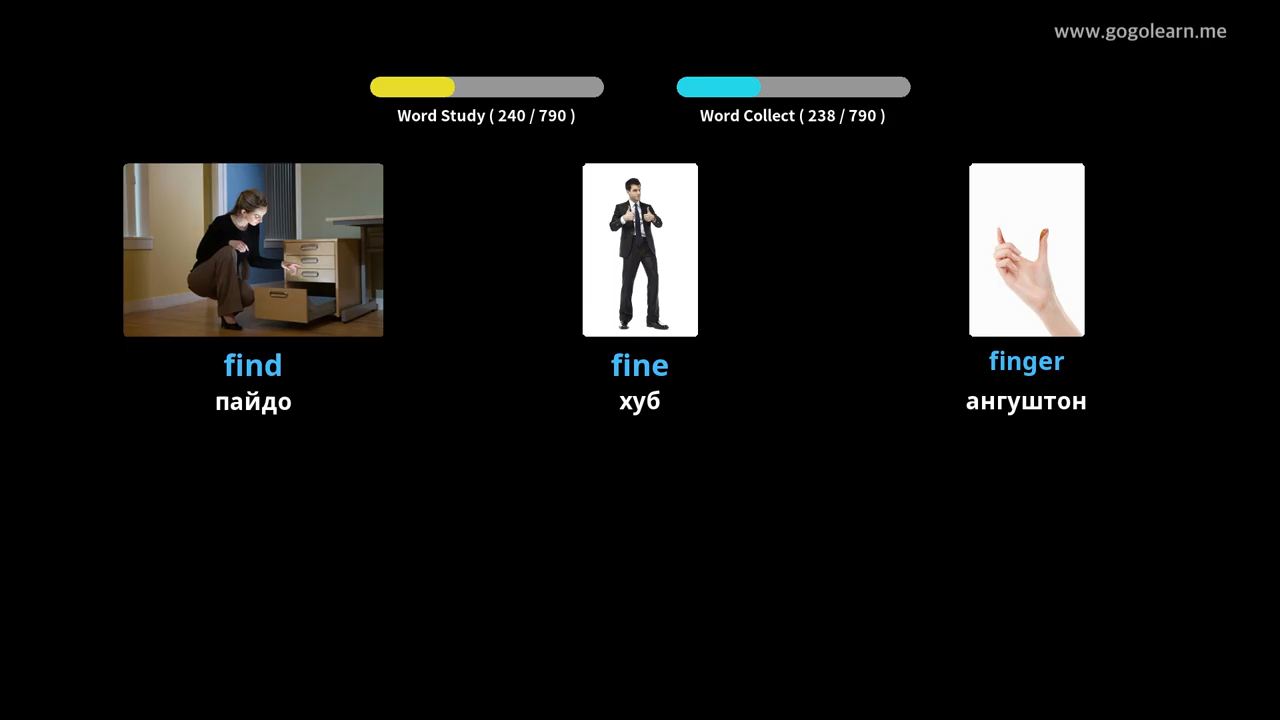 www.gogolearn.me
Word Study ( 240 / 790 )
Word Collect ( 238 / 790 )
find
fine
finger
пайдо
хуб
ангуштон